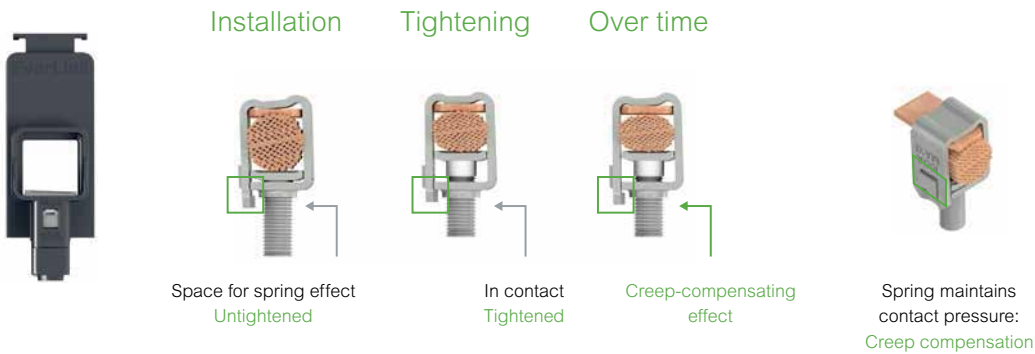 Installation
Tightening
Over time
EverLink
Space for spring effect
Untightened
In contact
Tightened
Creep-compensating
effect
Spring maintains
contact pressure:
Creep compensation